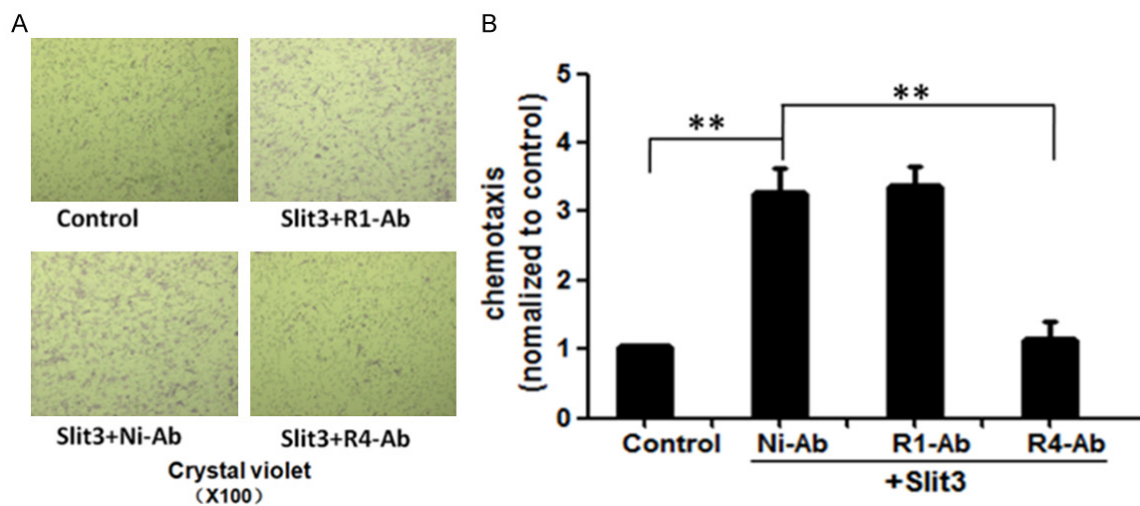 A
Control
Slit3+R1-Ab
Slit3+Ni-Ab
Slit3+R4-Ab
Crystal violet
(X100)
B
chemotaxis
(nomalized to control)
5
4
3
2
1
0
**
**
Control Ni-Ab R1-Ab R4-Ab
+Slit3